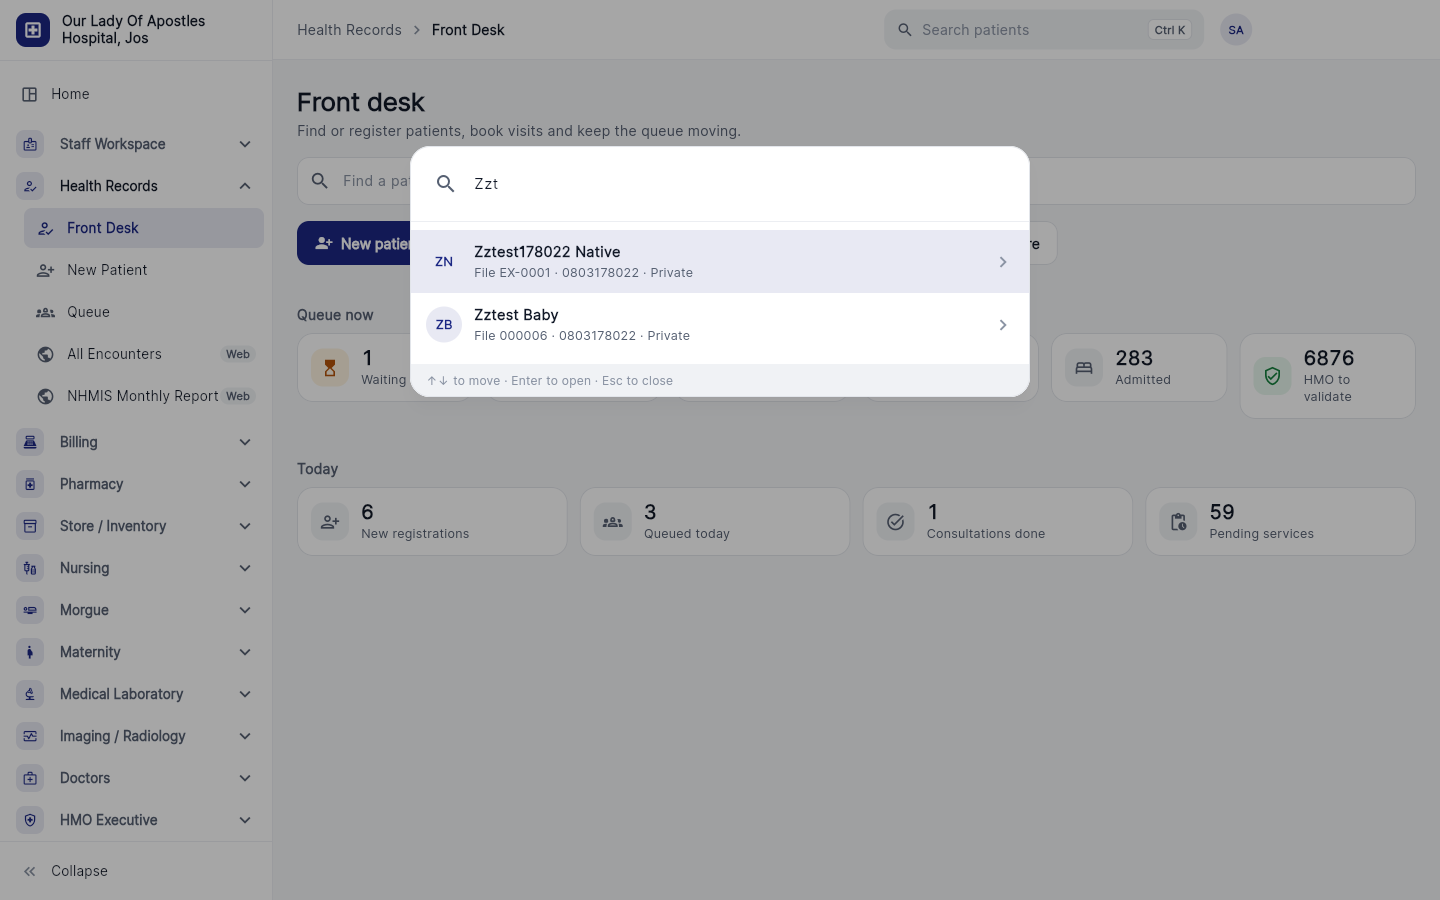 Our Lady Of Apostles
Hospital, Jos
Health Records
Front Desk
Search patients
Ctrl K
SA
Home
Staff Workspace
Health Records
Front Desk
New Patient
Queue
All Encounters Web
NHMIS Monthly Report Web
Billing
Pharmacy
Store / Inventory
Nursing
Morgue
Maternity
Medical Laboratory
Imaging / Radiology
Doctors
HMO Executive
Collapse
Front desk
Find or register patients, book visits and keep the queue moving.
Find a pat
New patien
re
Zzt
ZN
Zztest178022 Native
File EX-0001 · 0803178022 · Private
ZB
Zztest Baby
File 000006 · 0803178022 · Private
↑↓ to move · Enter to open · Esc to close
Queue now
1
Waiting
283
Admitted
6876
HMO to
validate
Today
6
New registrations
3
Queued today
1
Consultations done
59
Pending services